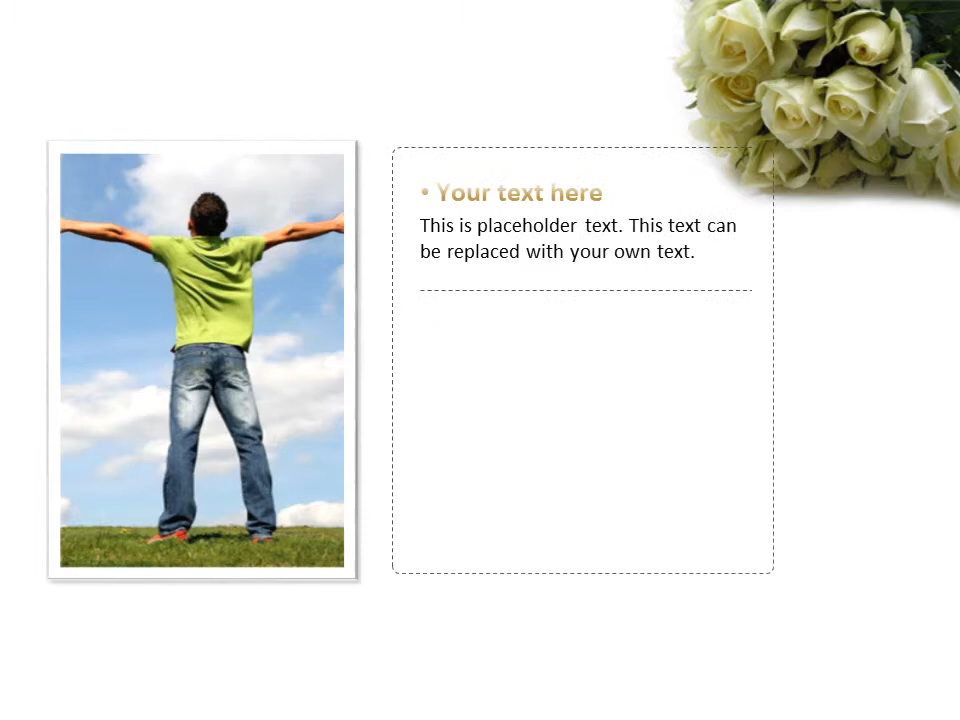 • Your text here
This is placeholder text. This text can
be replaced with your own text.